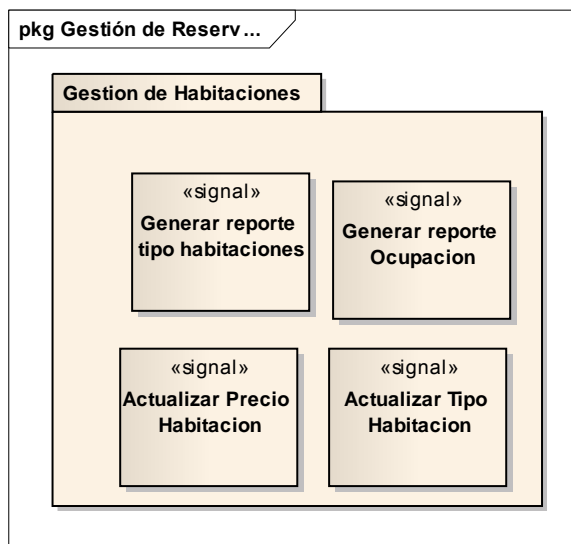 pkg Gestión de Reserv...
Gestion de Habitaciones
«signal»
Generar reporte
tipo habitaciones
«signal»
Generar reporte
Ocupacion
«signal»
Actualizar Precio
Habitacion
«signal»
Actualizar Tipo
Habitacion